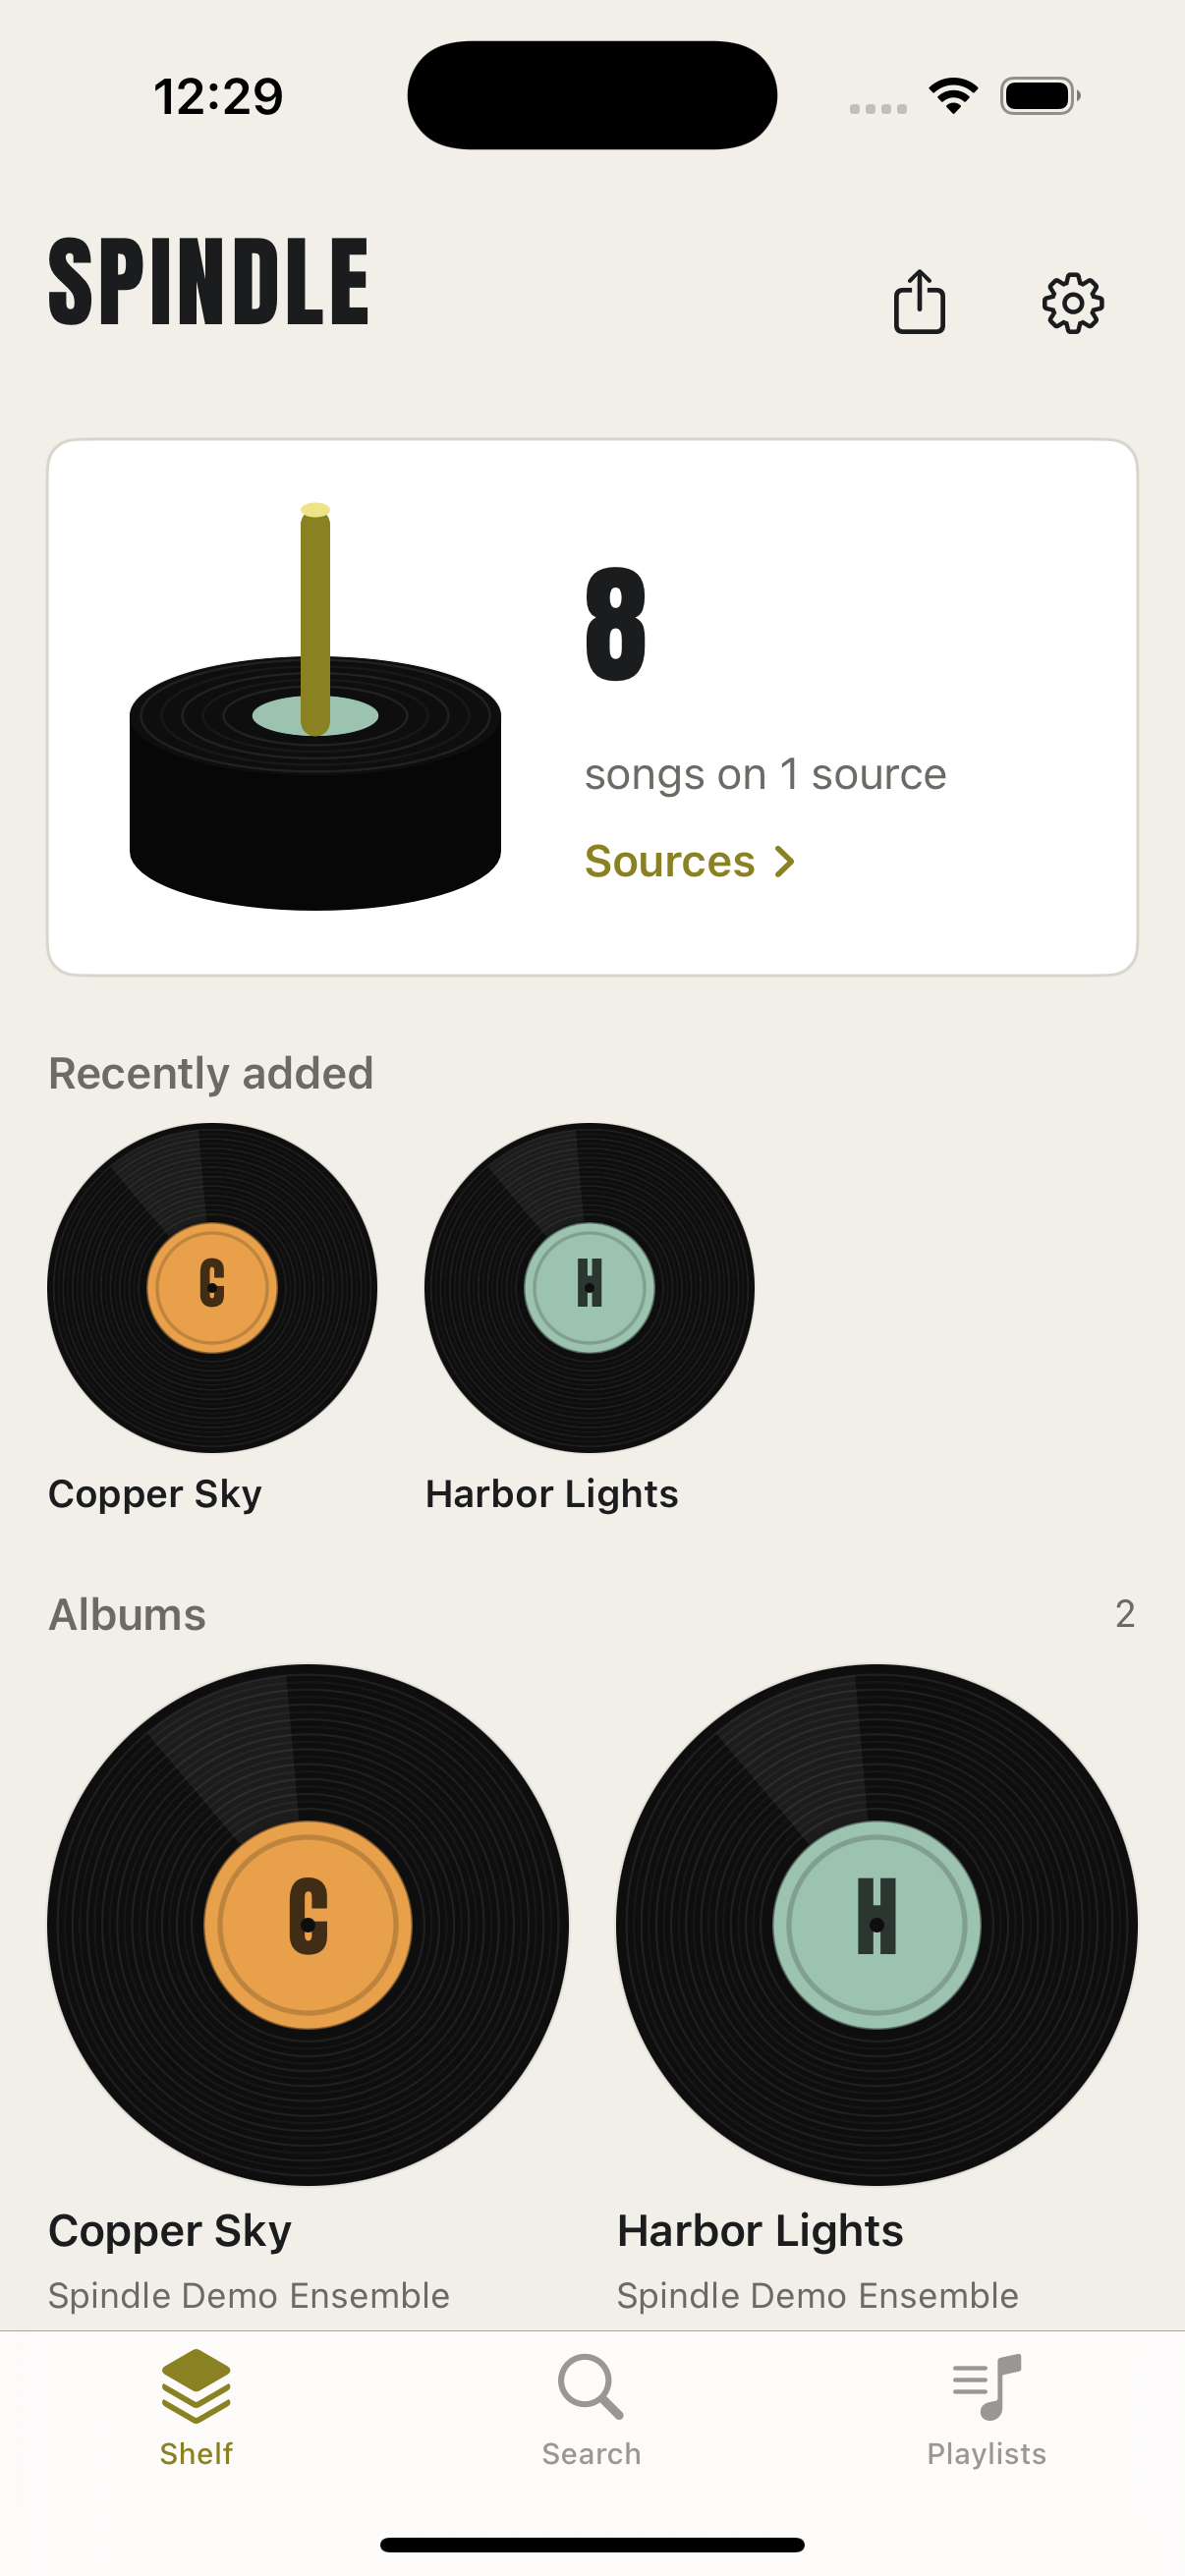 12:29
SPINDLE
8
songs on 1 source
Sources
Recently added
C
H
Copper Sky
Harbor Lights
Albums
2
C
H
Copper Sky
Harbor Lights
Spindle Demo Ensemble
Spindle Demo Ensemble
Shelf
Search
Playlists